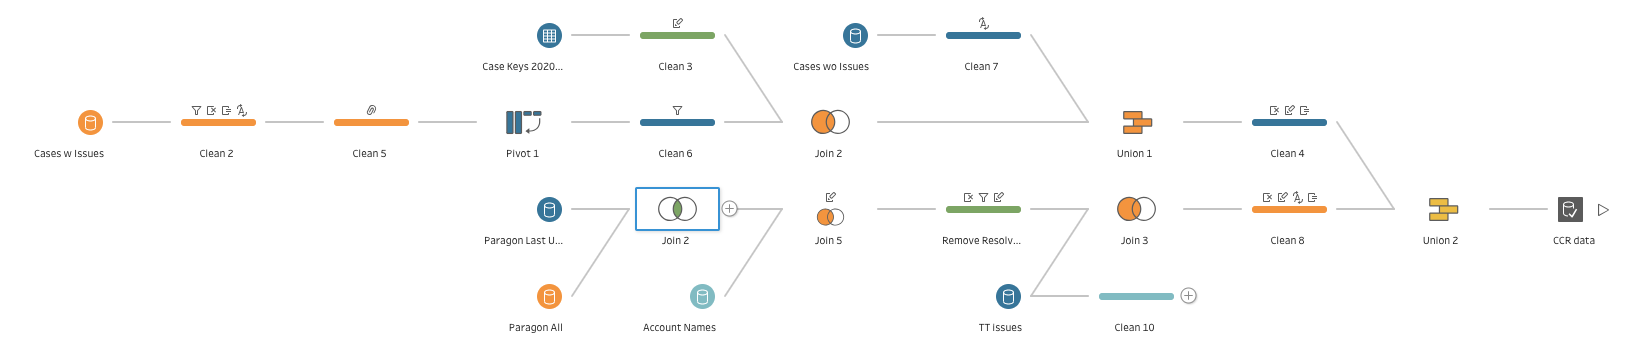 Case Keys 2020...
Clean 3
Cases wo Issues
Clean 7
Cases w Issues
Clean 2
Clean 5
Pivot 1
Clean 6
Join 2
Union 1
Clean 4
Paragon Last U...
Join 2
Join 5
Remove Resolv...
Join 3
Clean 8
Union 2
CCR data
Paragon All
Account Names
TT issues
Clean 10